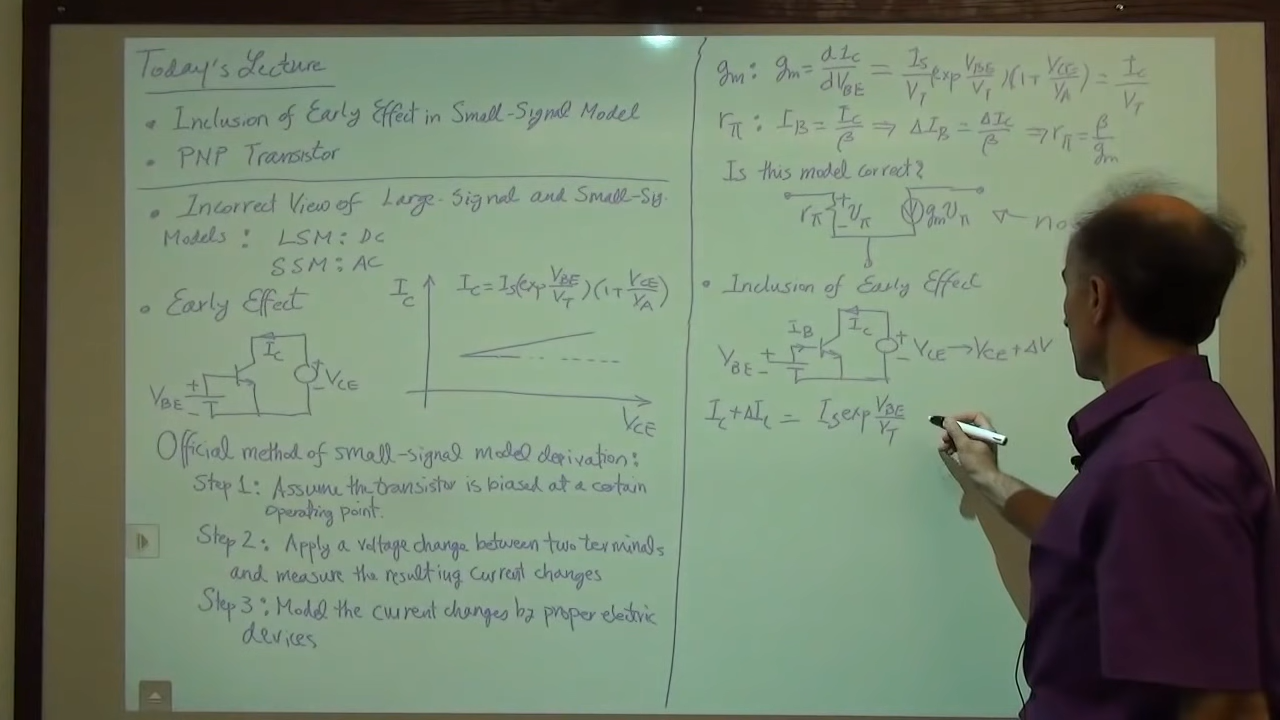 Today's Lecture
• Inclusion of Early Effect in Small-Signal Model
• PNP Transistor
• Incorrect View of Large-Signal and Small-Sig.
Models: LSM: DC
SSM: AC
• Early Effect
I_C
I_C = I_S(exp V_BE/V_T)(1+V_CE/V_A)
I_C
V_BE + -
+ - V_CE
V_CE
Official method of small-signal model derivation:
Step 1: Assume the transistor is biased at a certain
operating point.
Step 2: Apply a voltage change between two terminals
and measure the resulting current changes
Step 3: Model the current changes by proper electric
devices
g_m: g_m = dI_C/dV_BE = I_S/V_T (exp V_BE/V_T)(1+V_CE/V_A) = I_C/V_T
r_π: I_B = I_C/β ⇒ ΔI_B = ΔI_C/β ⇒ r_π = β/g_m
Is this model correct?
r_π + - v_π g_m v_π ← no
• Inclusion of Early Effect
I_B I_C
V_BE + - + - V_CE → V_CE + ΔV
I_C + ΔI_C = I_S exp V_BE/V_T